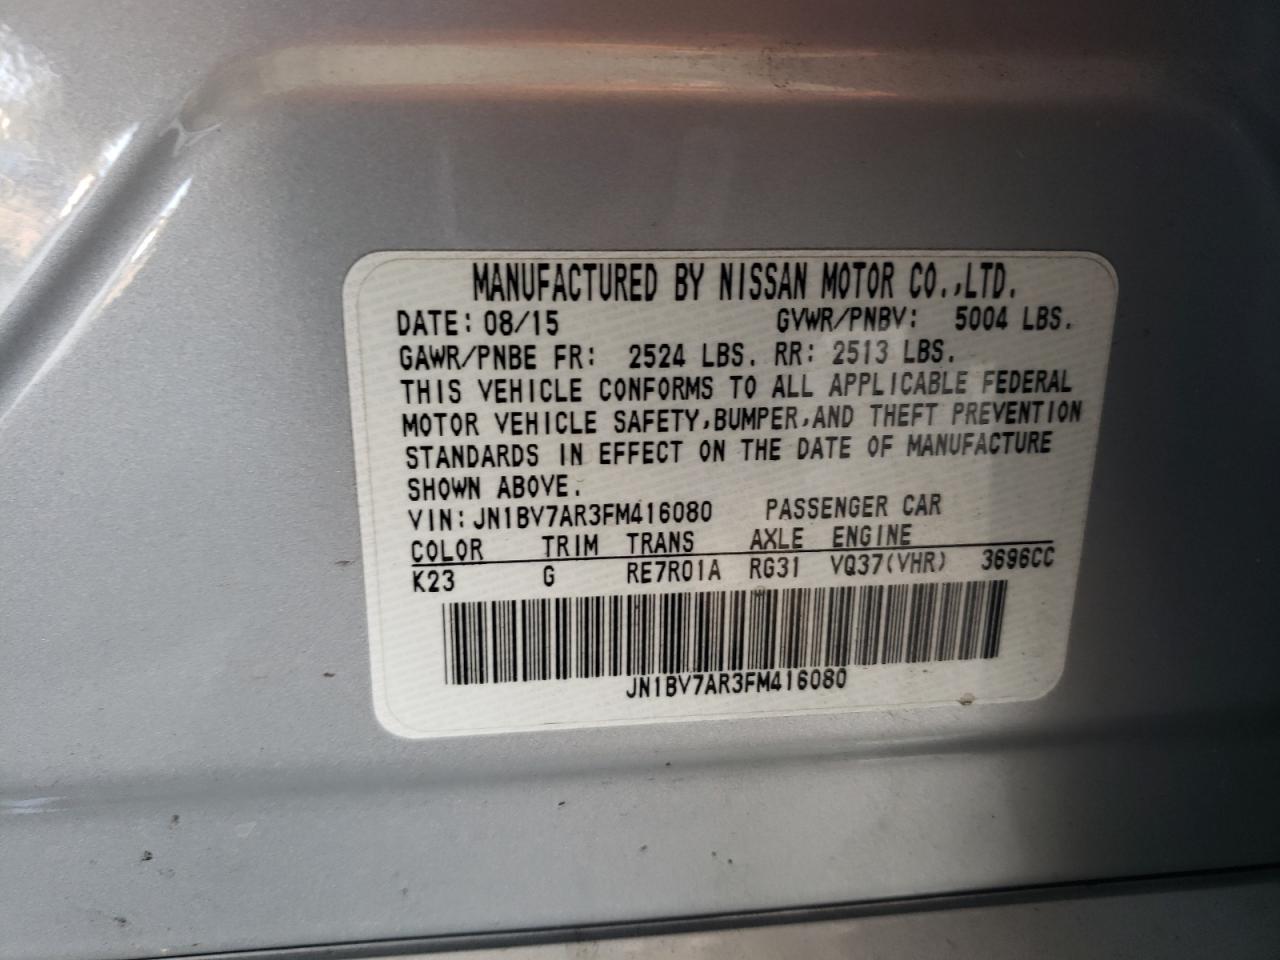 MANUFACTURED BY NISSAN MOTOR CO.,LTD.
DATE: 08/15 GVWR/PNBV: 5004 LBS.
GAWR/PNBE FR: 2524 LBS. RR: 2513 LBS.
THIS VEHICLE CONFORMS TO ALL APPLICABLE FEDERAL
MOTOR VEHICLE SAFETY,BUMPER,AND THEFT PREVENTION
STANDARDS IN EFFECT ON THE DATE OF MANUFACTURE
SHOWN ABOVE.
VIN: JN1BV7AR3FM416080 PASSENGER CAR
COLOR TRIM TRANS AXLE ENGINE
K23 G RE7R01A RG31 VQ37(VHR) 3696CC
JN1BV7AR3FM416080